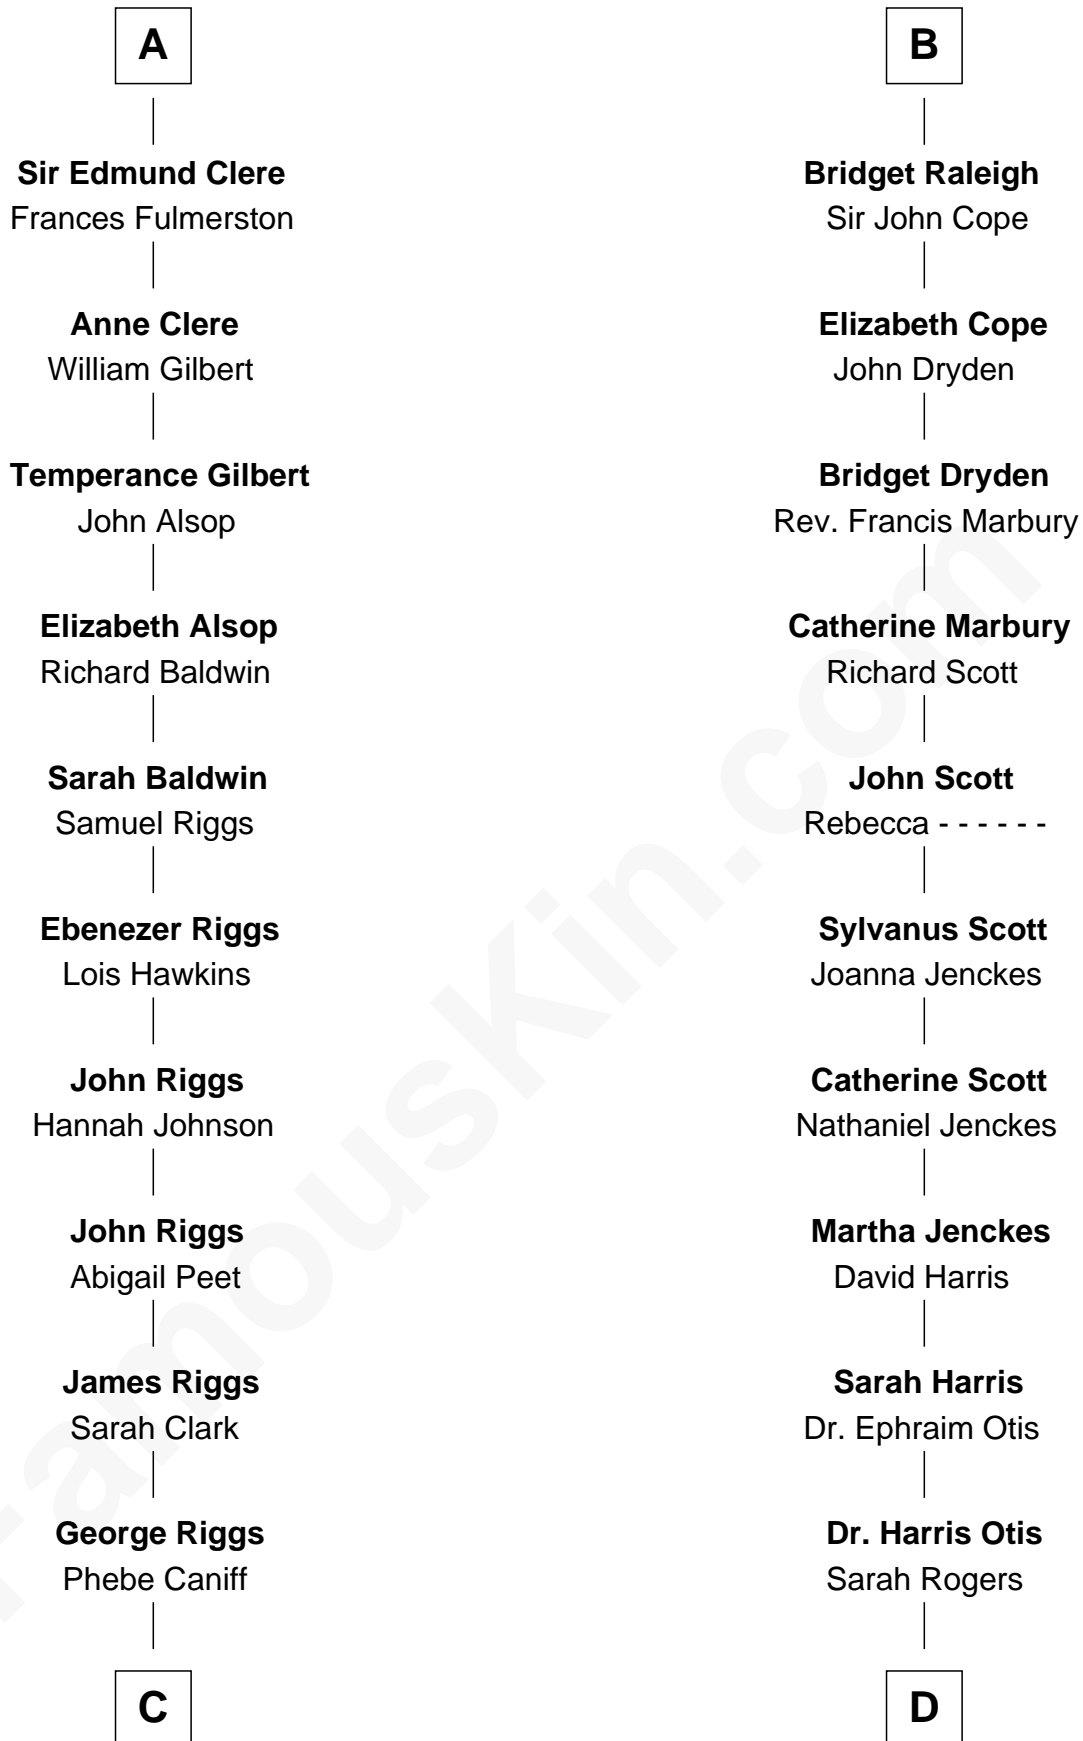 A
Sir Edmund Clere
Frances Fulmerston
Anne Clere
William Gilbert
Temperance Gilbert
John Alsop
Elizabeth Alsop
Richard Baldwin
Sarah Baldwin
Samuel Riggs
Ebenezer Riggs
Lois Hawkins
John Riggs
Hannah Johnson
John Riggs
Abigail Peet
James Riggs
Sarah Clark
George Riggs
Phebe Caniff
C
B
Bridget Raleigh
Sir John Cope
Elizabeth Cope
John Dryden
Bridget Dryden
Rev. Francis Marbury
Catherine Marbury
Richard Scott
John Scott
Rebecca - - - - - -
Sylvanus Scott
Joanna Jenckes
Catherine Scott
Nathaniel Jenckes
Martha Jenckes
David Harris
Sarah Harris
Dr. Ephraim Otis
Dr. Harris Otis
Sarah Rogers
D
FamousKin.com